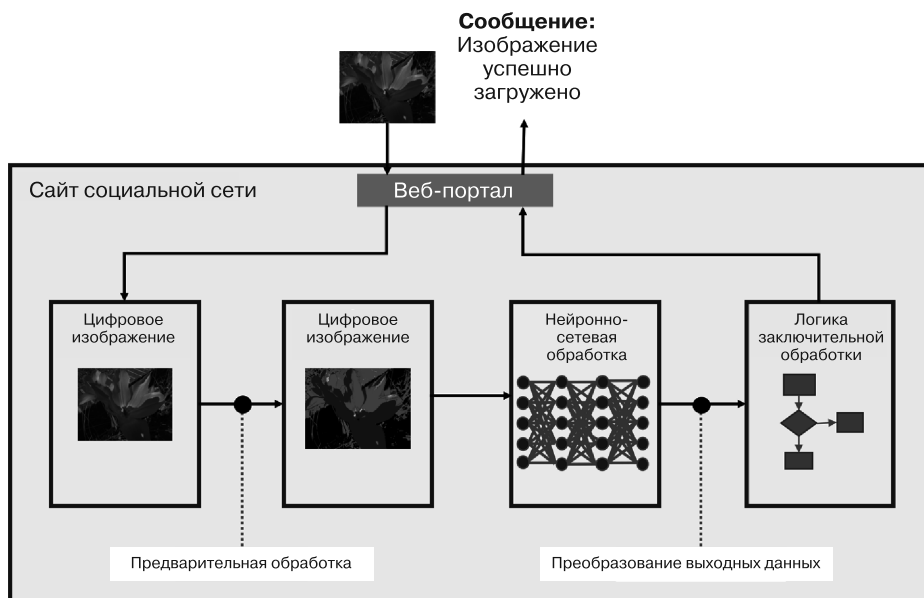 Сообщение:
Изображение
успешно
загружено
Сайт социальной сети
Веб-портал
Цифровое
изображение
Цифровое
изображение
Нейронно-
сетевая
обработка
Логика
заключительной
обработки
Предварительная обработка
Преобразование выходных данных